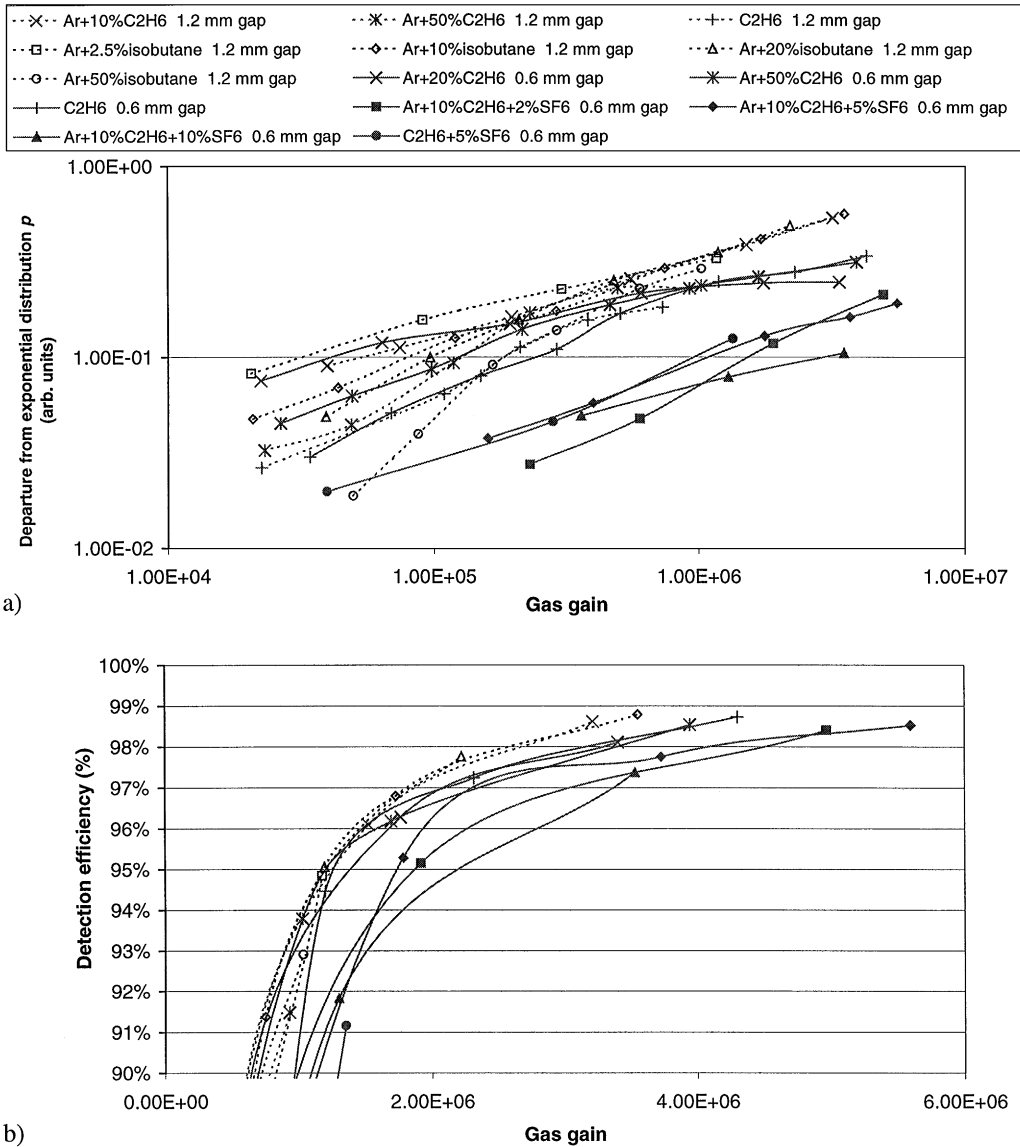 Ar+10%C2H6 1.2 mm gap Ar+50%C2H6 1.2 mm gap C2H6 1.2 mm gap
Ar+2.5%isobutane 1.2 mm gap Ar+10%isobutane 1.2 mm gap Ar+20%isobutane 1.2 mm gap
Ar+50%isobutane 1.2 mm gap Ar+20%C2H6 0.6 mm gap Ar+50%C2H6 0.6 mm gap
C2H6 0.6 mm gap Ar+10%C2H6+2%SF6 0.6 mm gap Ar+10%C2H6+5%SF6 0.6 mm gap
Ar+10%C2H6+10%SF6 0.6 mm gap C2H6+5%SF6 0.6 mm gap
Departure from exponential distribution p
(arb. units)
1.00E+00
1.00E-01
1.00E-02
1.00E+04 1.00E+05 1.00E+06 1.00E+07
Gas gain
a)
Detection efficiency (%)
100%
99%
98%
97%
96%
95%
94%
93%
92%
91%
90%
0.00E+00 2.00E+06 4.00E+06 6.00E+06
Gas gain
b)